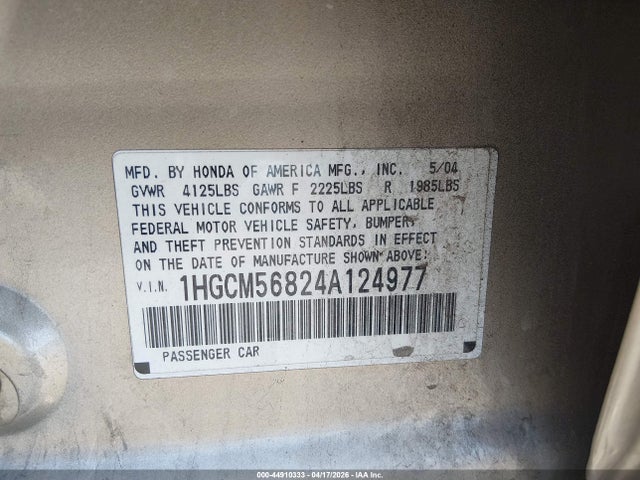 MFD. BY HONDA OF AMERICA MFG., INC. 5/04
GVWR 4125LBS GAWR F 2225LBS R 1985LBS
THIS VEHICLE CONFORMS TO ALL APPLICABLE
FEDERAL MOTOR VEHICLE SAFETY, BUMPER,
AND THEFT PREVENTION STANDARDS IN EFFECT
ON THE DATE OF MANUFACTURE SHOWN ABOVE:
V.I.N. 1HGCM56824A124977
PASSENGER CAR
000-44910333 - 04/17/2026 - IAAI.COM